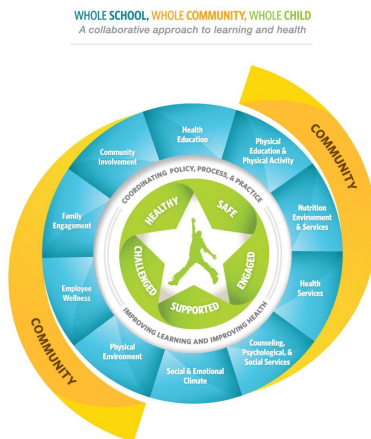 WHOLE SCHOOL, WHOLE COMMUNITY, WHOLE CHILD
A collaborative approach to learning and health
COMMUNITY
Health
Education
Physical
Education &
Physical Activity
Nutrition
Environment
& Services
Health
Services
Counseling,
Psychological, &
Social Services
Social & Emotional
Climate
Physical
Environment
Employee
Wellness
Family
Engagement
Community
Involvement
COORDINATING POLICY, PROCESS, & PRACTICE
IMPROVING LEARNING AND IMPROVING HEALTH
HEALTHY
SAFE
ENGAGED
SUPPORTED
CHALLENGED
COMMUNITY